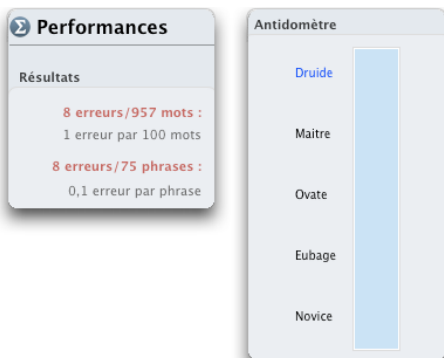 Performances
Résultats
8 erreurs/957 mots :
1 erreur par 100 mots
8 erreurs/75 phrases :
0,1 erreur par phrase
Antidomètre
Druide
Maitre
Ovate
Eubage
Novice